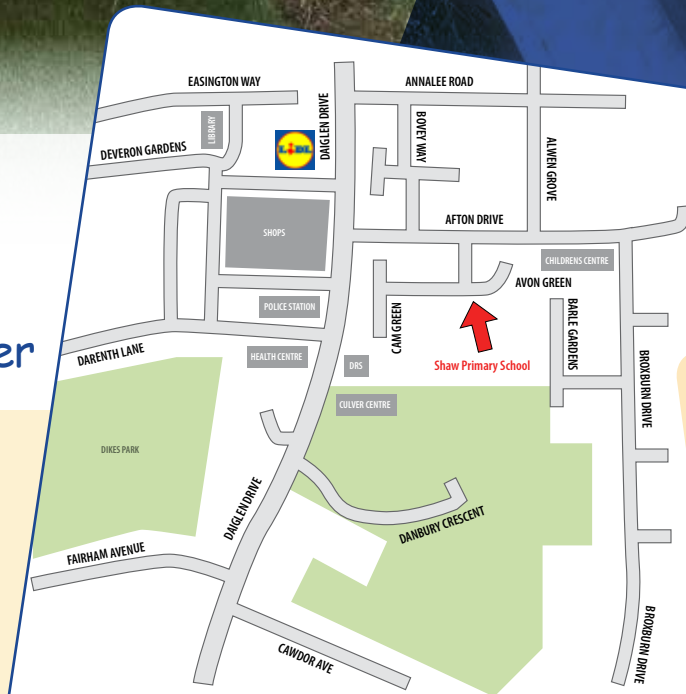 EASINGTON WAY
ANNALEE ROAD
DAIGLEN DRIVE
LIBRARY
LIDL
BOVEY WAY
ALWEN GROVE
DEVERON GARDENS
SHOPS
AFTON DRIVE
CHILDRENS CENTRE
AVON GREEN
POLICE STATION
CAM GREEN
BARLE GARDENS
er
DARENTH LANE
HEALTH CENTRE
DRS
Shaw Primary School
BROXBURN DRIVE
CULVER CENTRE
DIKES PARK
DAIGLEN DRIVE
DANBURY CRESCENT
FAIRHAM AVENUE
CAWDOR AVE
BROXBURN DRIVE